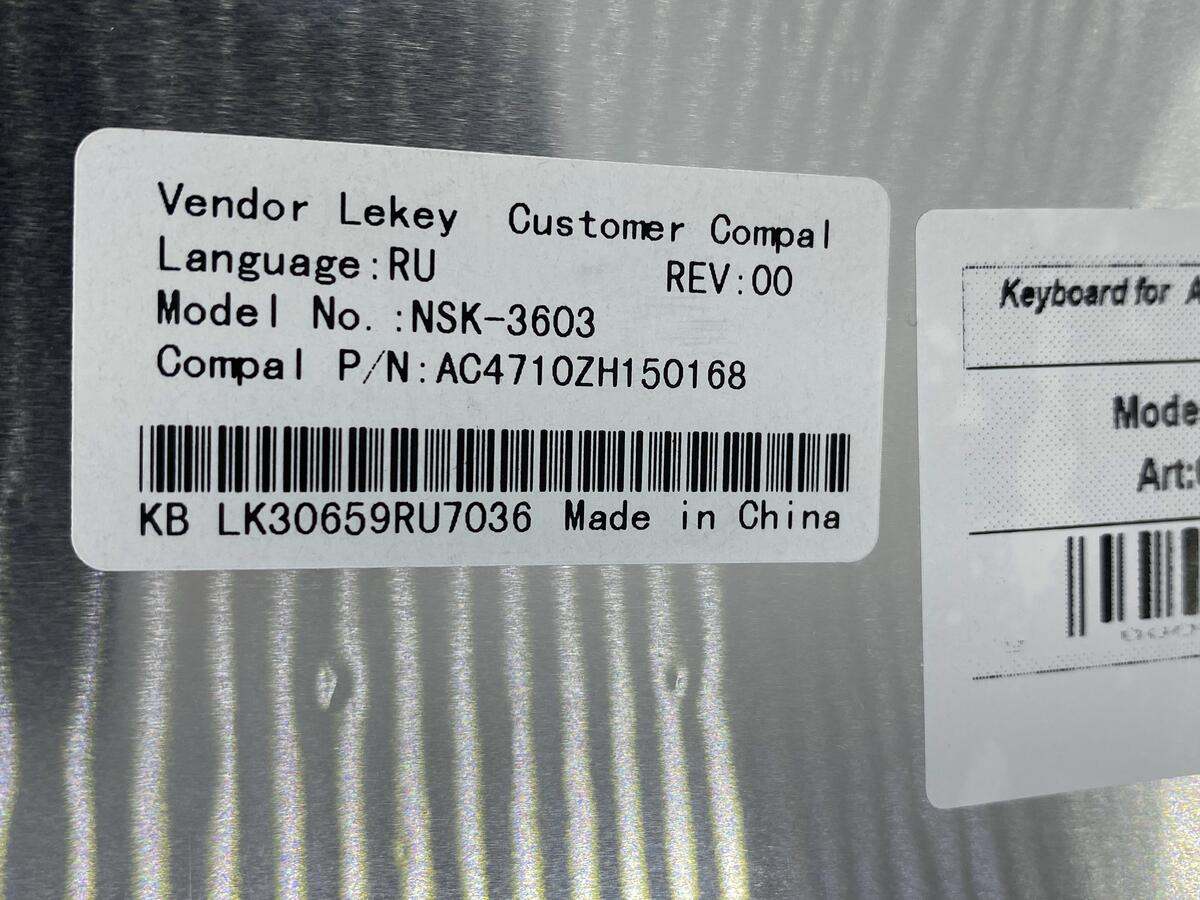 Vendor Lekey Customer Compal
Language:RU REV:00
Model No.:NSK-3603
Compal P/N:AC4710ZH150168
KB LK30659RU7036 Made in China
Keyboard for A
Mode
Art: